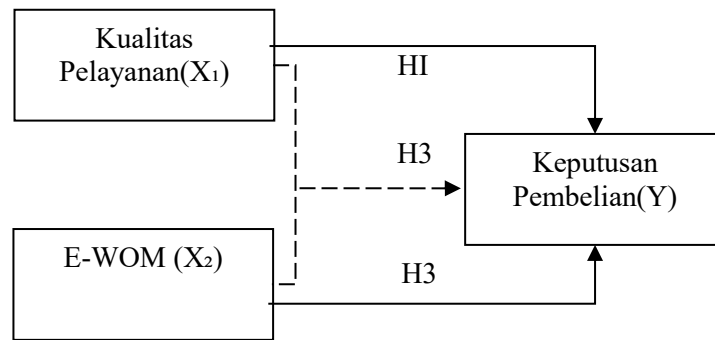 Kualitas
Pelayanan(X₁)
HI
H3
Keputusan
Pembelian(Y)
E-WOM (X₂)
H3